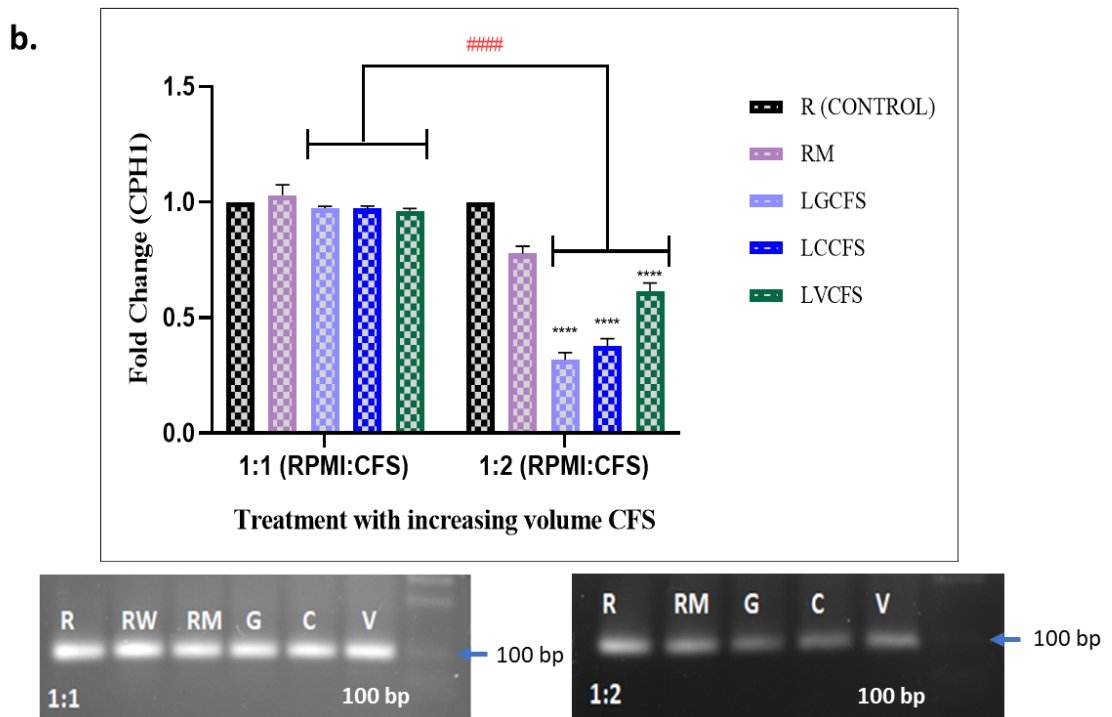 b.
####
1.5
1.0
0.5
0.0
Fold Change (CPH1)
****
****
****
R (CONTROL)
RM
LGCFS
LCCFS
LVCFS
1:1 (RPMI:CFS)
1:2 (RPMI:CFS)
Treatment with increasing volume CFS
R RW RM G C V
100 bp
1:1
100 bp
R RM G C V
100 bp
1:2
100 bp